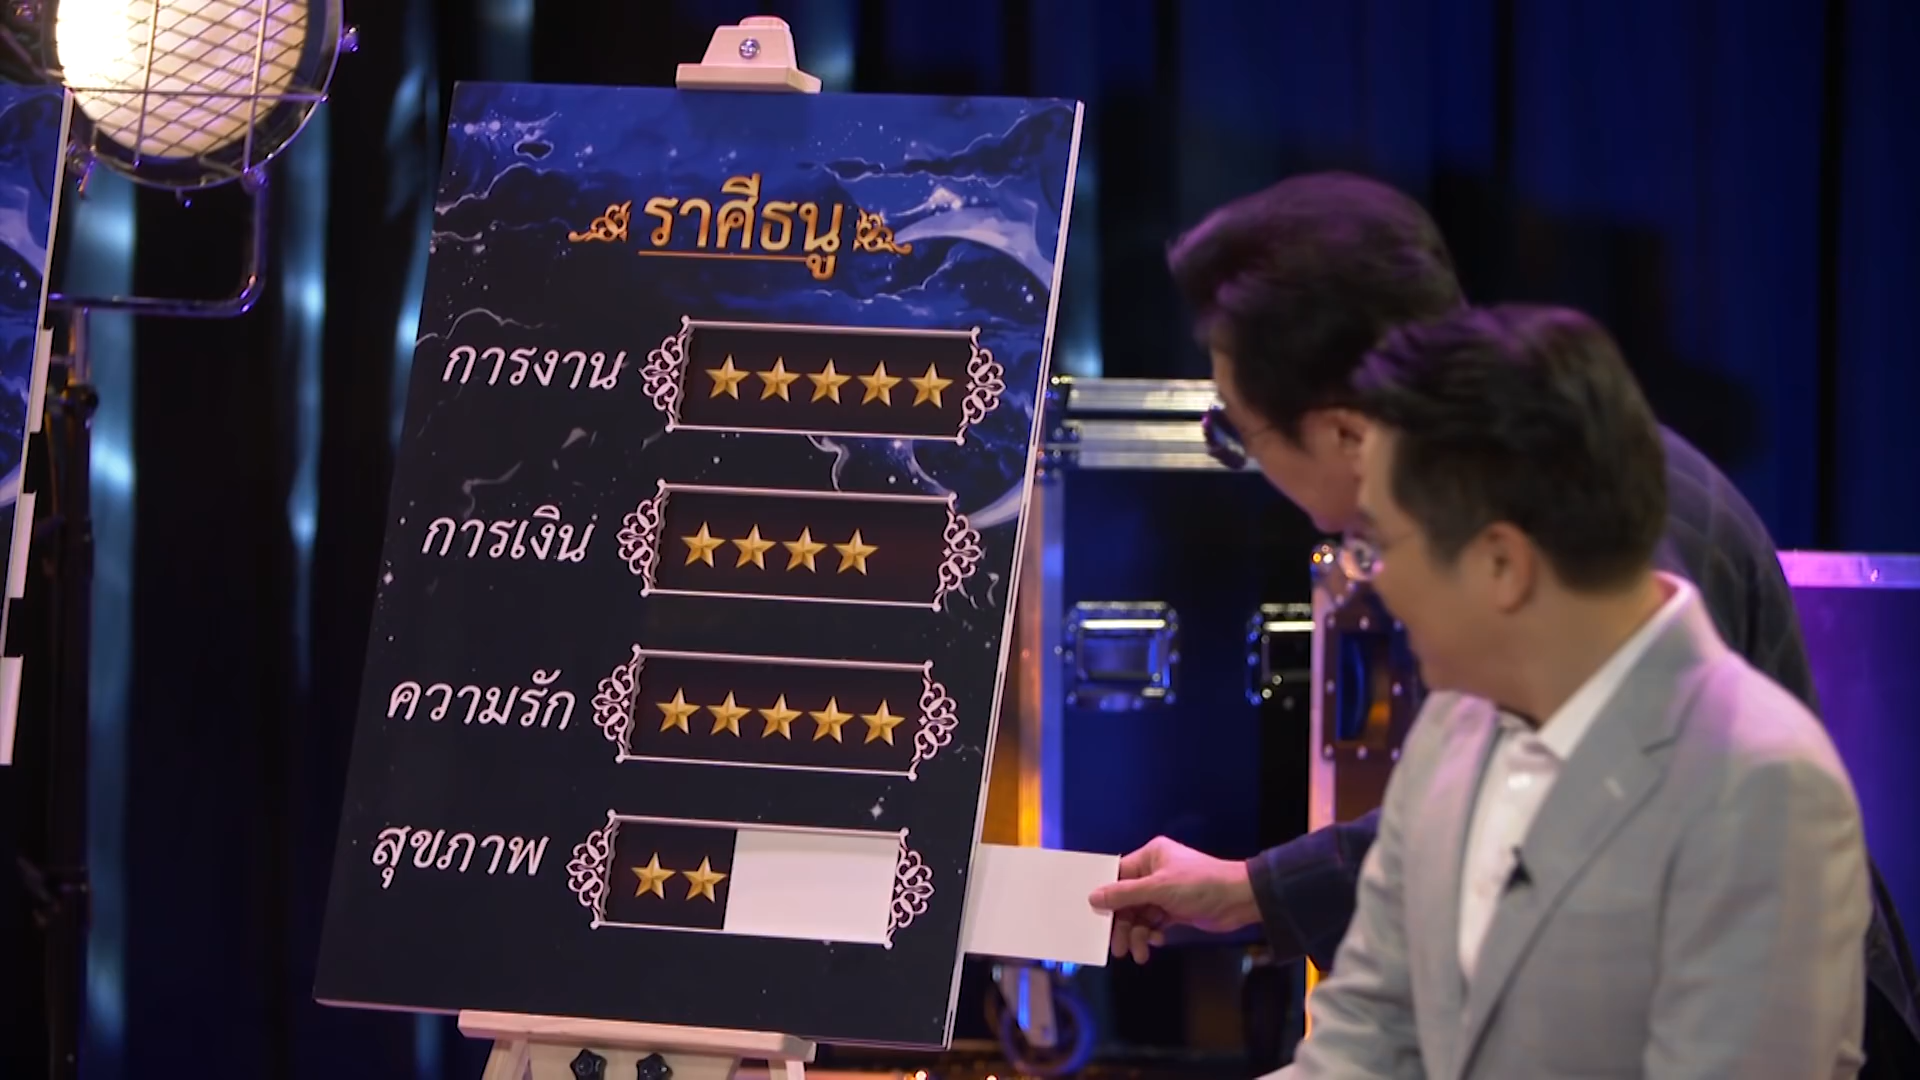 ราศีธนู
การงาน
การเงิน
ความรัก
สุขภาพ